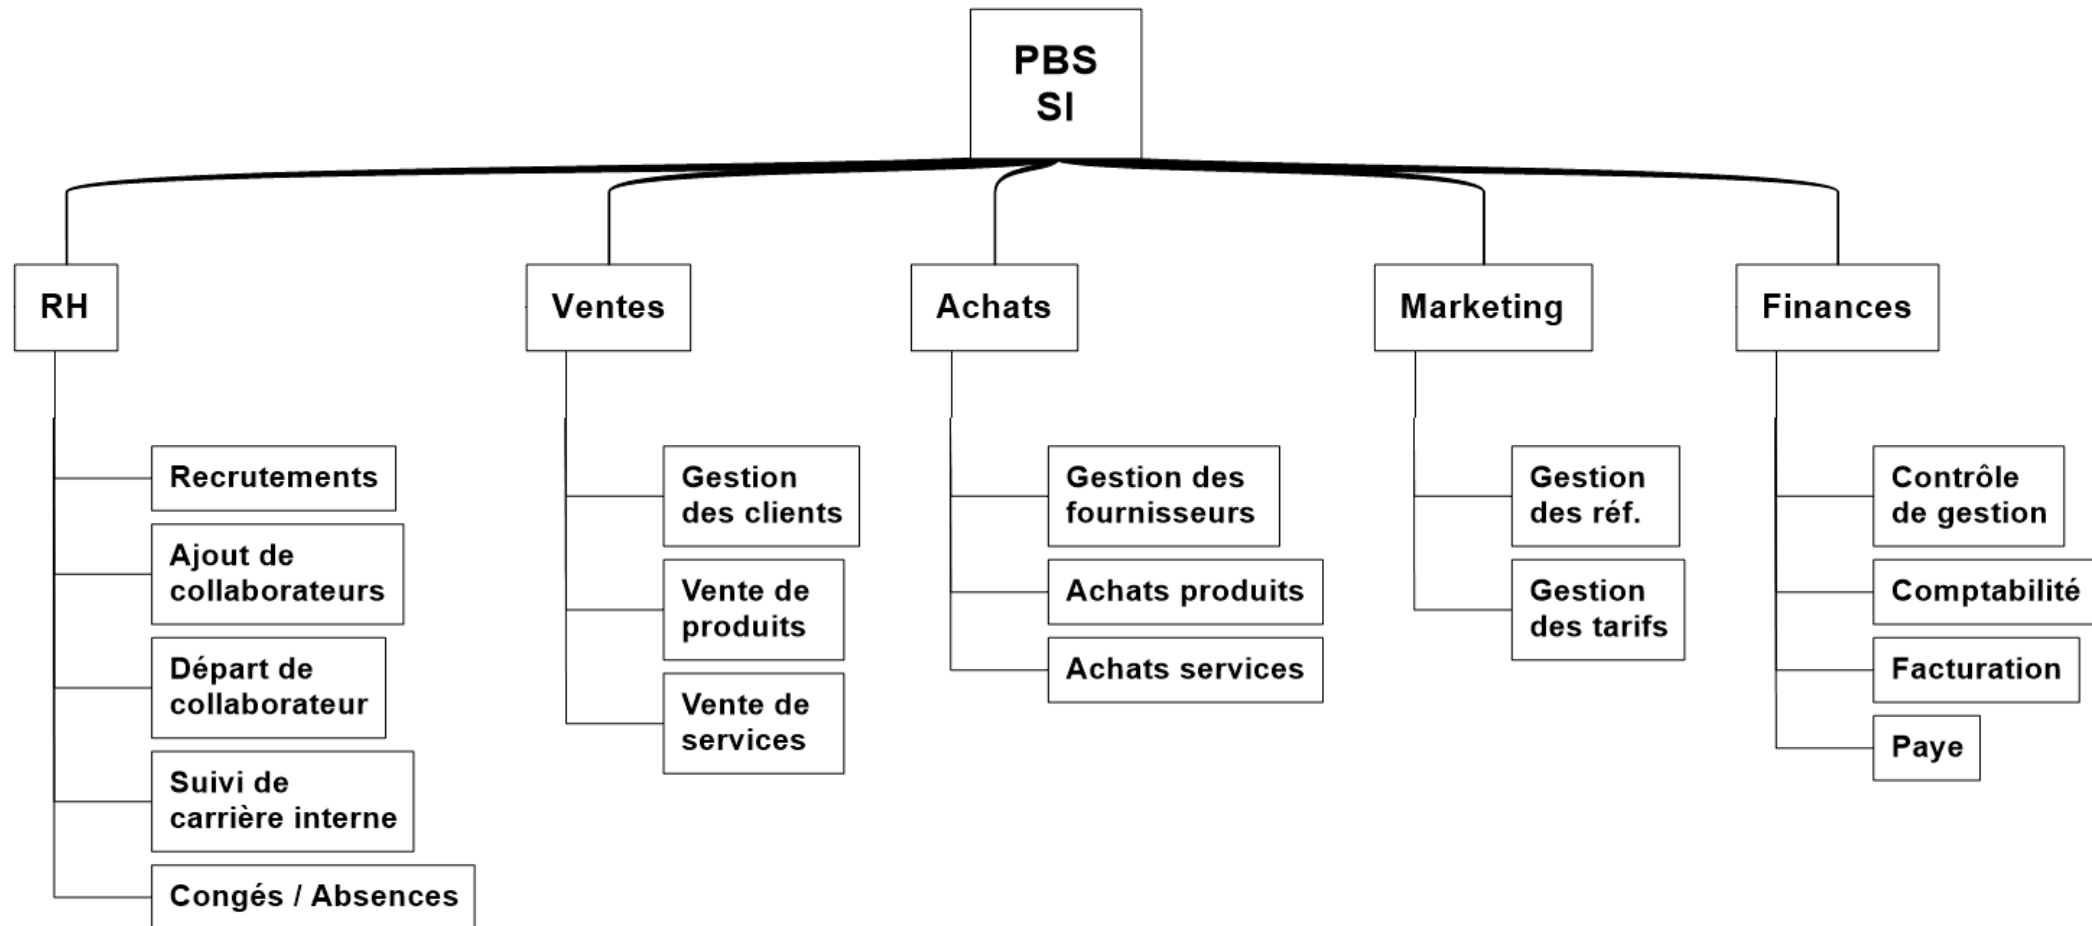 PBS
SI
RH
Ventes
Achats
Marketing
Finances
Recrutements
Ajout de
collaborateurs
Départ de
collaborateur
Suivi de
carrière interne
Congés / Absences
Gestion
des clients
Vente de
produits
Vente de
services
Gestion des
fournisseurs
Achats produits
Achats services
Gestion
des réf.
Gestion
des tarifs
Contrôle
de gestion
Comptabilité
Facturation
Paye